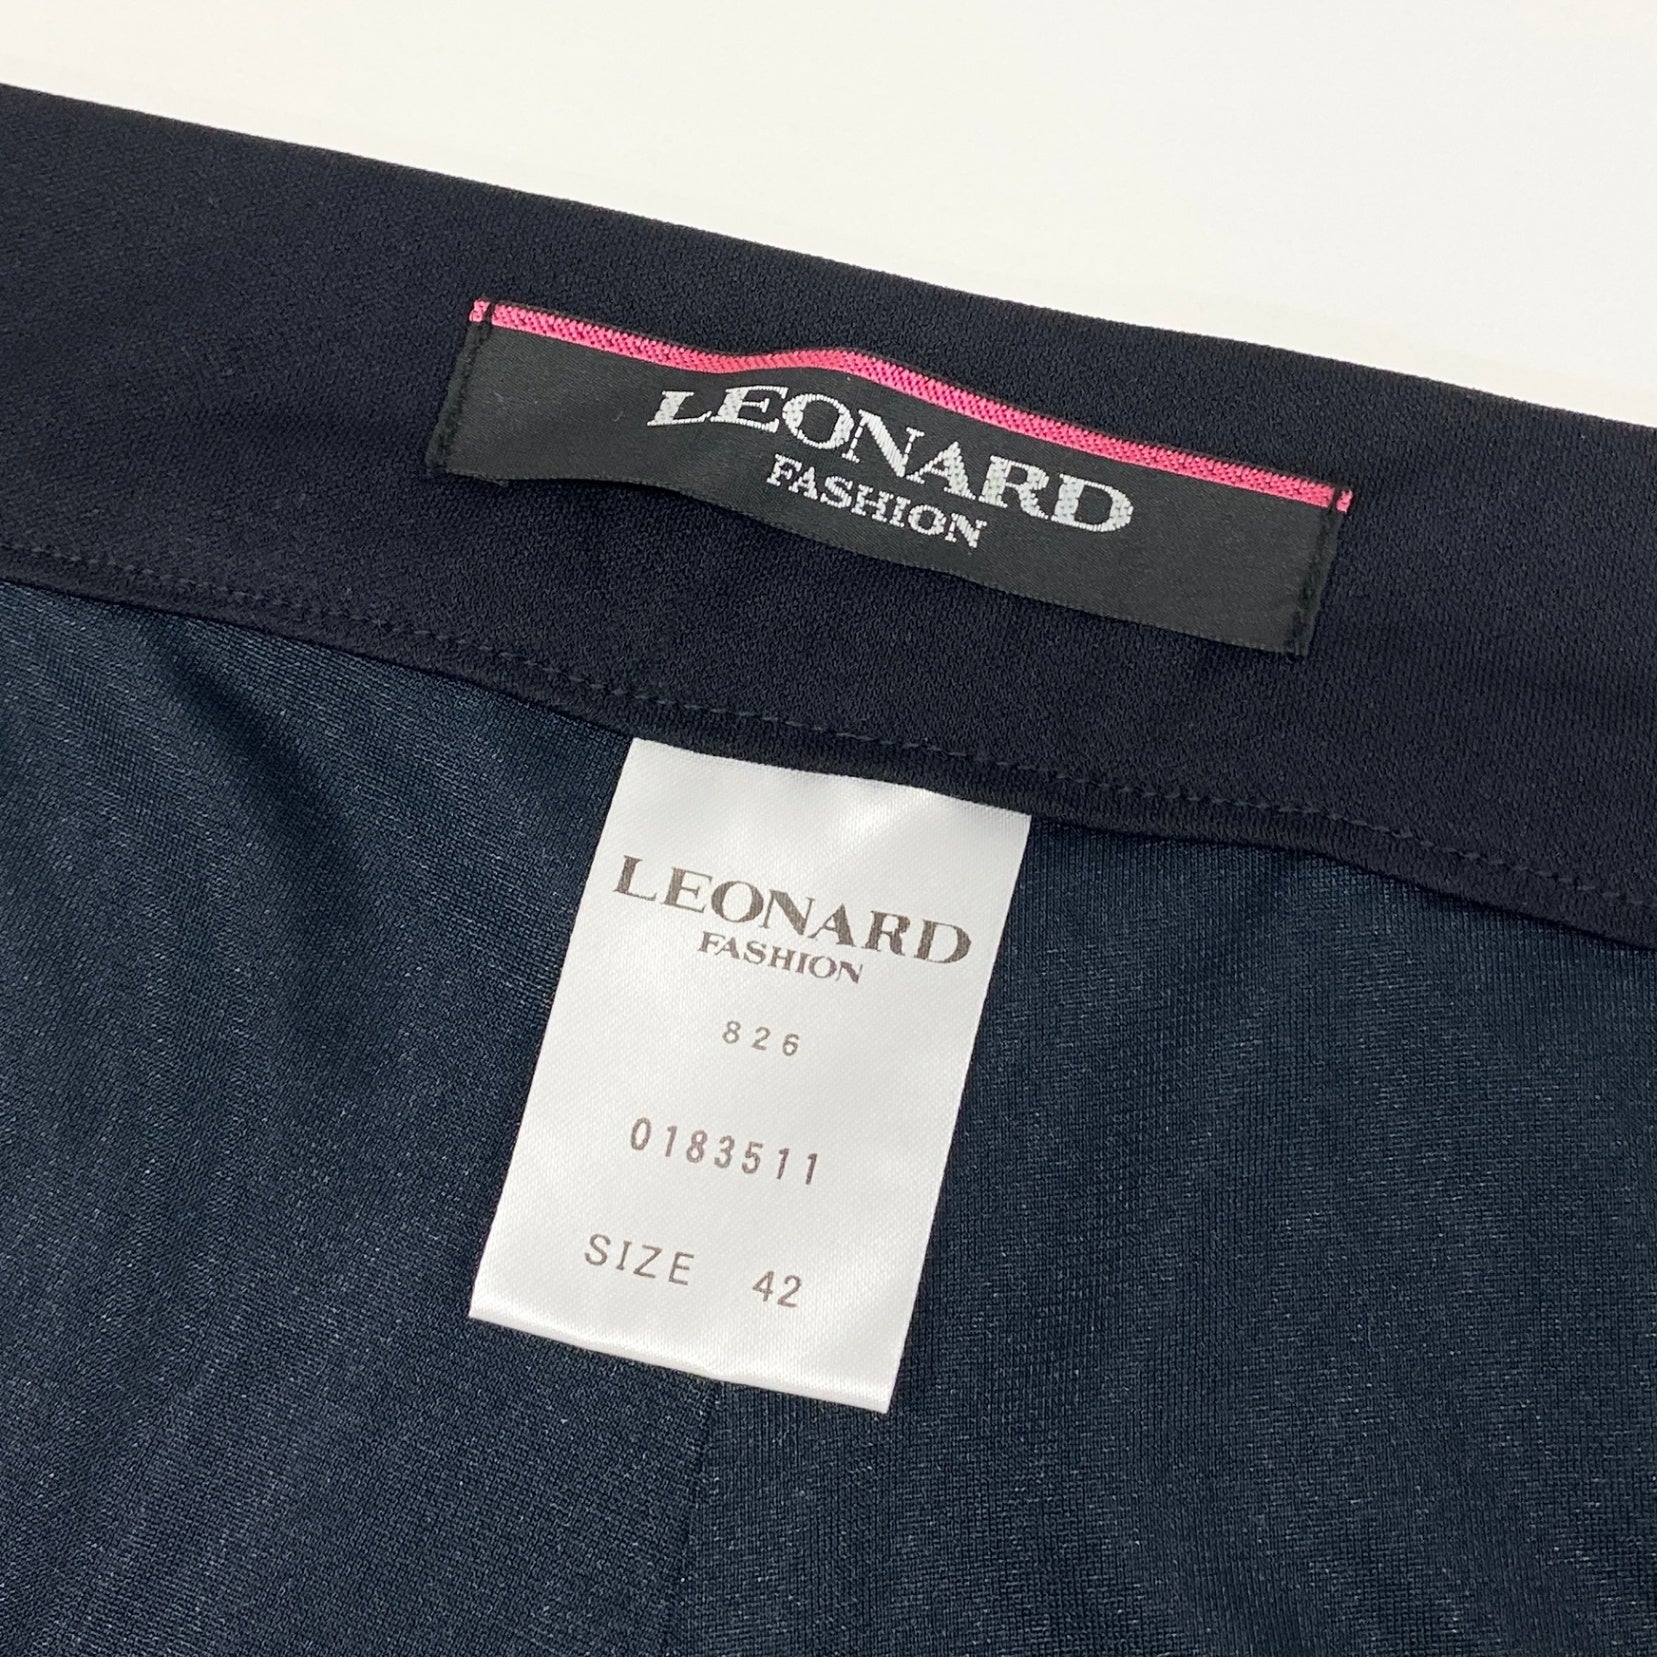 LEONARD
FASHION
LEONARD
FASHION
826
0183511
SIZE 42